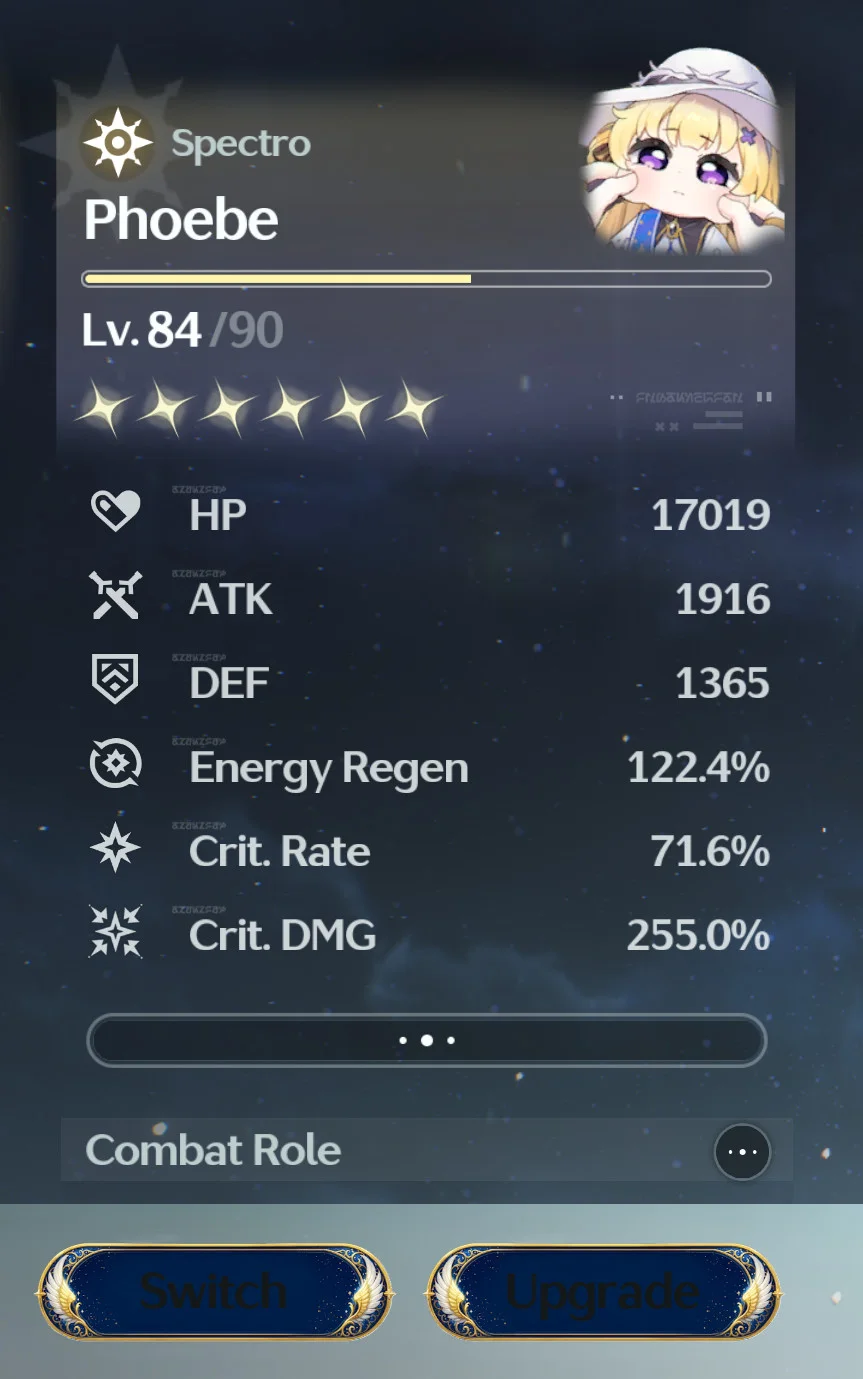 Spectro
Phoebe
Lv. 84 /90
HP 17019
ATK 1916
DEF 1365
Energy Regen 122.4%
Crit. Rate 71.6%
Crit. DMG 255.0%
Combat Role
Switch Upgrade